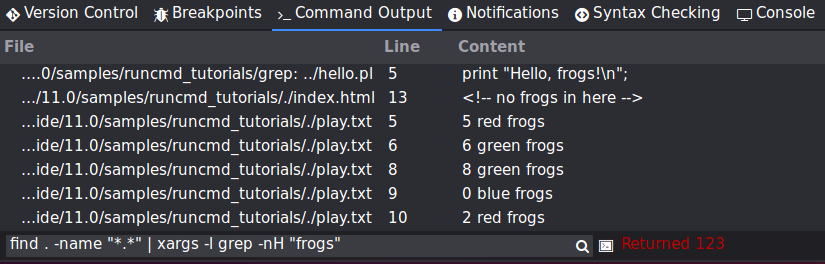 Version Control Breakpoints Command Output Notifications Syntax Checking Console
File Line Content
....0/samples/runcmd_tutorials/grep: ../hello.pl 5 print "Hello, frogs!\n";
.../11.0/samples/runcmd_tutorials/./index.html 13 <!-- no frogs in here -->
...ide/11.0/samples/runcmd_tutorials/./play.txt 5 5 red frogs
...ide/11.0/samples/runcmd_tutorials/./play.txt 6 6 green frogs
...ide/11.0/samples/runcmd_tutorials/./play.txt 8 8 green frogs
...ide/11.0/samples/runcmd_tutorials/./play.txt 9 0 blue frogs
...ide/11.0/samples/runcmd_tutorials/./play.txt 10 2 red frogs
find . -name "*.*" | xargs -l grep -nH "frogs" Returned 123